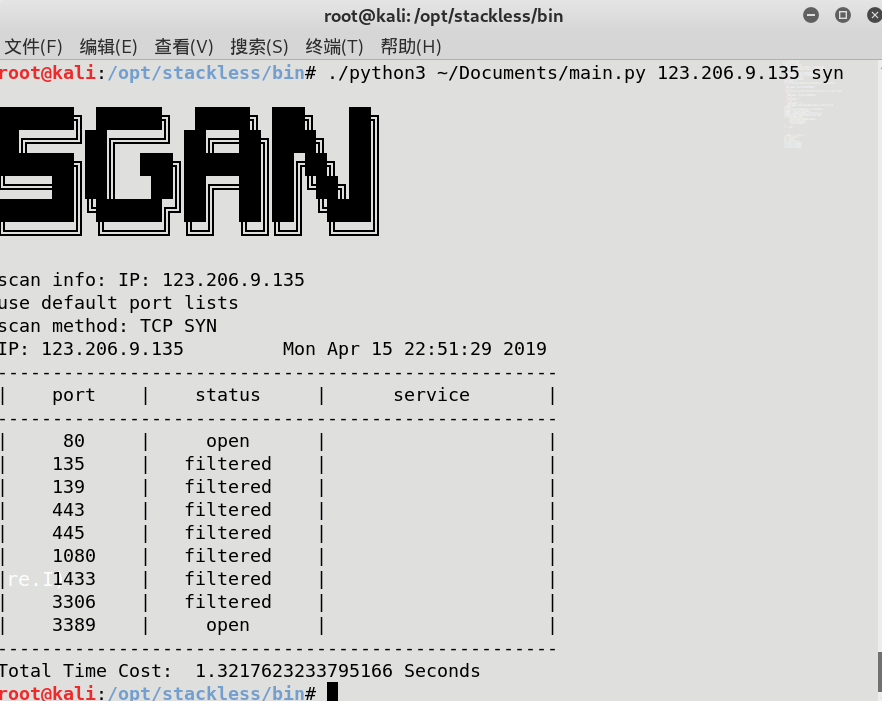 root@kali: /opt/stackless/bin
文件(F) 编辑(E) 查看(V) 搜索(S) 终端(T) 帮助(H)
root@kali:/opt/stackless/bin# ./python3 ~/Documents/main.py 123.206.9.135 syn
SGAN
scan info: IP: 123.206.9.135
use default port lists
scan method: TCP SYN
IP: 123.206.9.135 Mon Apr 15 22:51:29 2019
---------------------------------------------------
| port | status | service |
---------------------------------------------------
| 80 | open | |
| 135 | filtered | |
| 139 | filtered | |
| 443 | filtered | |
| 445 | filtered | |
| 1080 | filtered | |
| 1433 | filtered | |
| 3306 | filtered | |
| 3389 | open | |
---------------------------------------------------
Total Time Cost: 1.3217623233795166 Seconds
root@kali:/opt/stackless/bin#